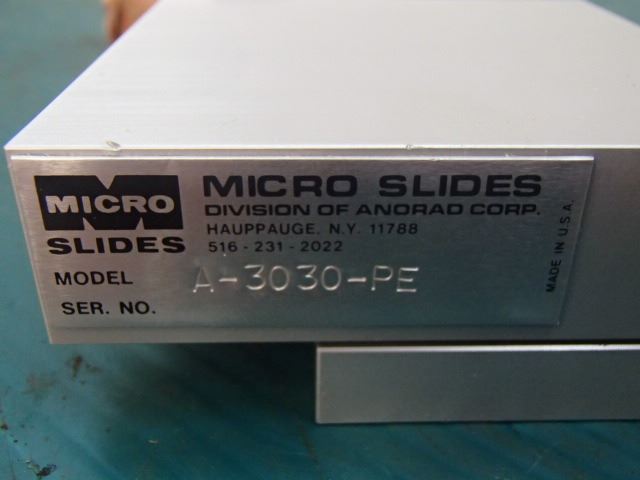 MICRO
SLIDES
MICRO SLIDES
DIVISION OF ANORAD CORP.
HAUPPAUGE, N.Y. 11788
516-231-2022
MODEL A-3030-PE
SER. NO.
MADE IN U.S.A.